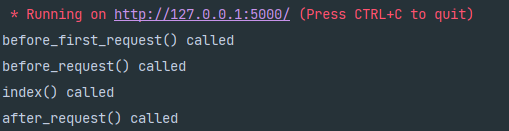 * Running on http://127.0.0.1:5000/ (Press CTRL+C to quit)
before_first_request() called
before_request() called
index() called
after_request() called